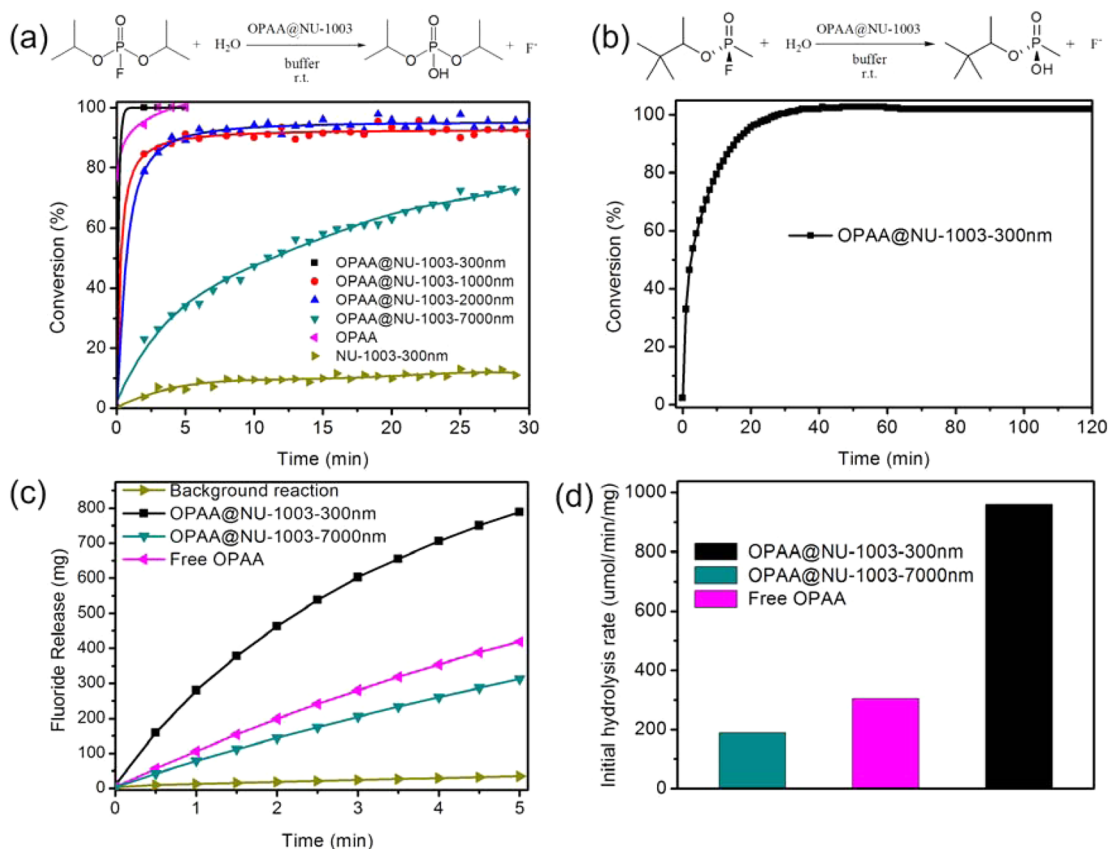 (a)
O
O P O
F
+ H₂O
OPAA@NU-1003
buffer
r.t.
O
O P O
OH
+ F⁻
Conversion (%)
100
80
60
40
20
0
OPAA@NU-1003-300nm
OPAA@NU-1003-1000nm
OPAA@NU-1003-2000nm
OPAA@NU-1003-7000nm
OPAA
NU-1003-300nm
0 5 10 15 20 25 30
Time (min)
(b)
O
O P
F
+ H₂O
OPAA@NU-1003
buffer
r.t.
O
O P
OH
+ F⁻
Conversion (%)
100
80
60
40
20
0
OPAA@NU-1003-300nm
0 20 40 60 80 100 120
Time (min)
(c)
Fluoride Release (mg)
800
700
600
500
400
300
200
100
0
Background reaction
OPAA@NU-1003-300nm
OPAA@NU-1003-7000nm
Free OPAA
0 1 2 3 4 5
Time (min)
(d)
Initial hydrolysis rate (umol/min/mg)
1000
800
600
400
200
0
OPAA@NU-1003-300nm
OPAA@NU-1003-7000nm
Free OPAA